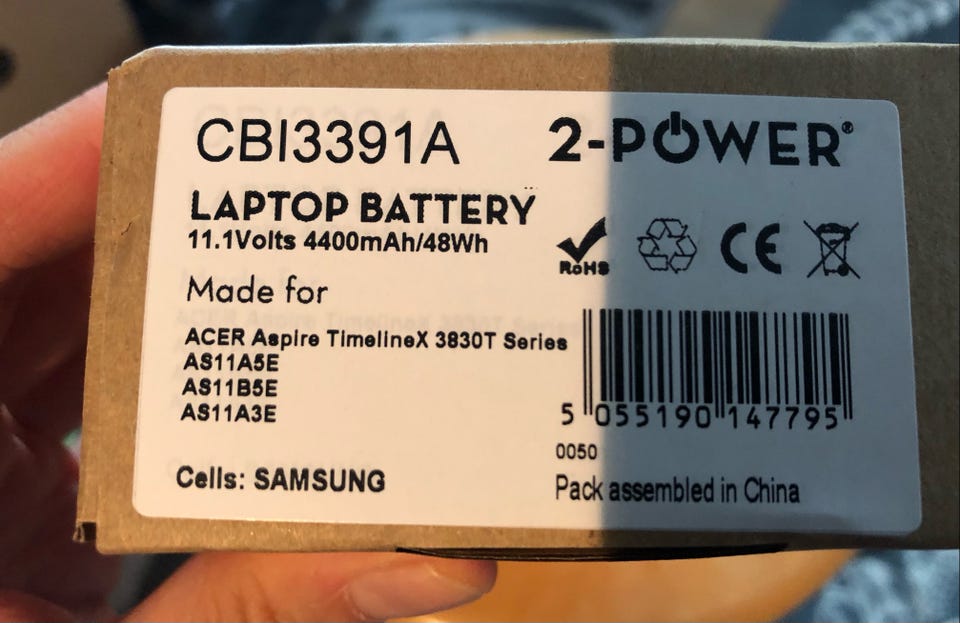 CBI3391A
2-POWER®
LAPTOP BATTERY
11.1Volts 4400mAh/48Wh
RoHS
CE
Made for
ACER Aspire TimelineX 3830T Series
AS11A5E
AS11B5E
AS11A3E
5 055190 147795
0050
Cells: SAMSUNG
Pack assembled in China